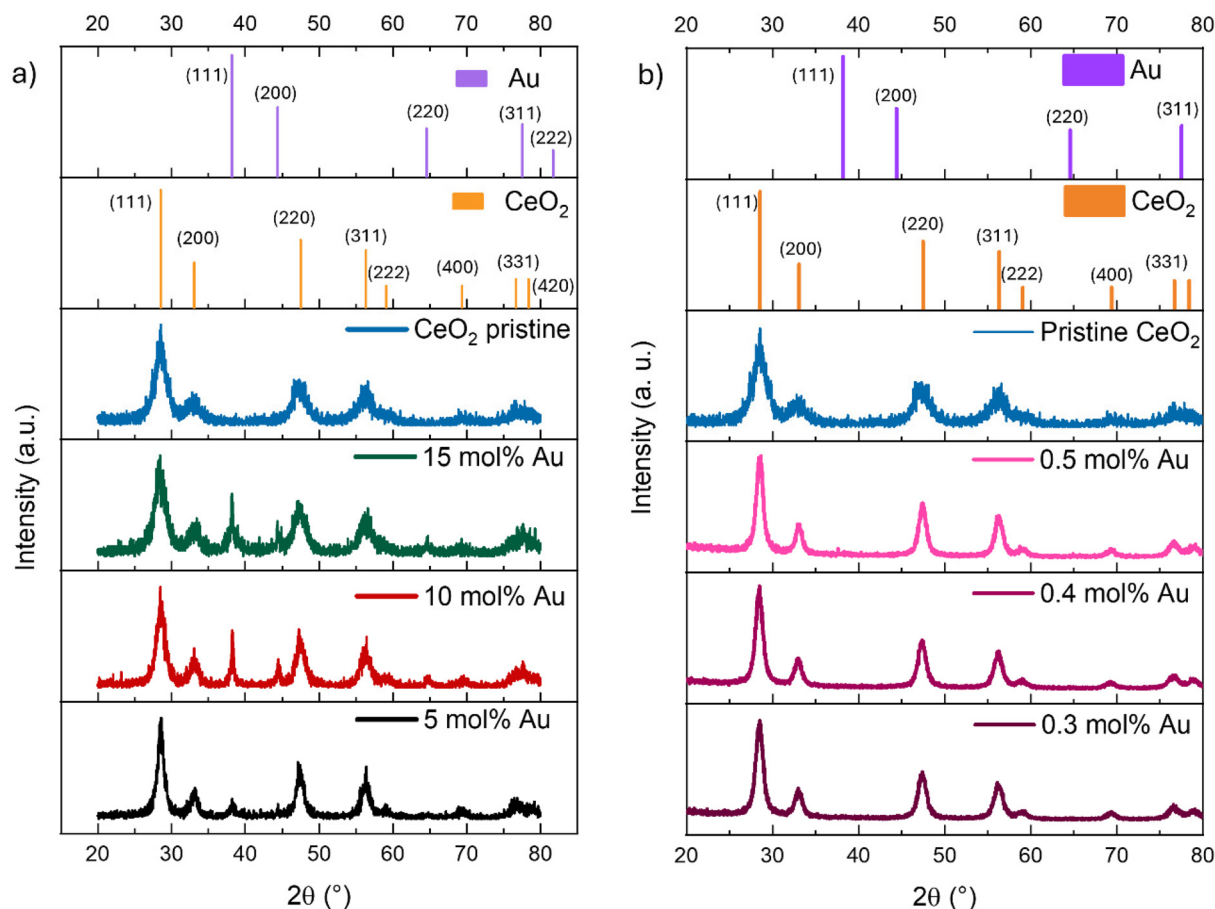 20 30 40 50 60 70 80
a)
Au
(111)
(200)
(220)
(311)
(222)
CeO₂
(111)
(200)
(220)
(311)
(222)
(400)
(331)
(420)
CeO₂ pristine
15 mol% Au
10 mol% Au
5 mol% Au
Intensity (a.u.)
20 30 40 50 60 70 80
2θ (°)
20 30 40 50 60 70 80
b)
Au
(111)
(200)
(220)
(311)
CeO₂
(111)
(200)
(220)
(311)
(222)
(400)
(331)
Pristine CeO₂
0.5 mol% Au
0.4 mol% Au
0.3 mol% Au
Intensity (a. u.)
20 30 40 50 60 70 80
2θ (°)